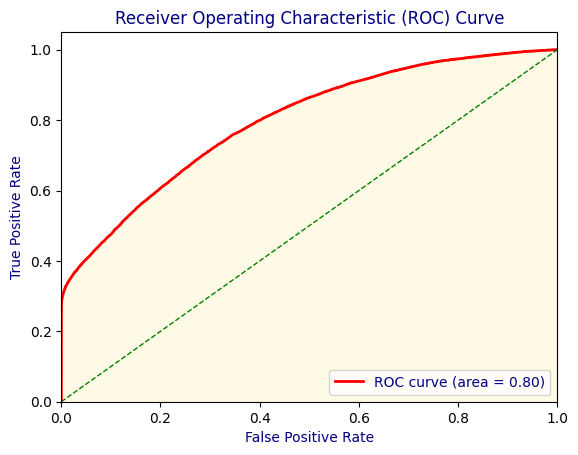 Receiver Operating Characteristic (ROC) Curve
1.0
0.8
0.6
0.4
0.2
0.0
True Positive Rate
ROC curve (area = 0.80)
0.0 0.2 0.4 0.6 0.8 1.0
False Positive Rate